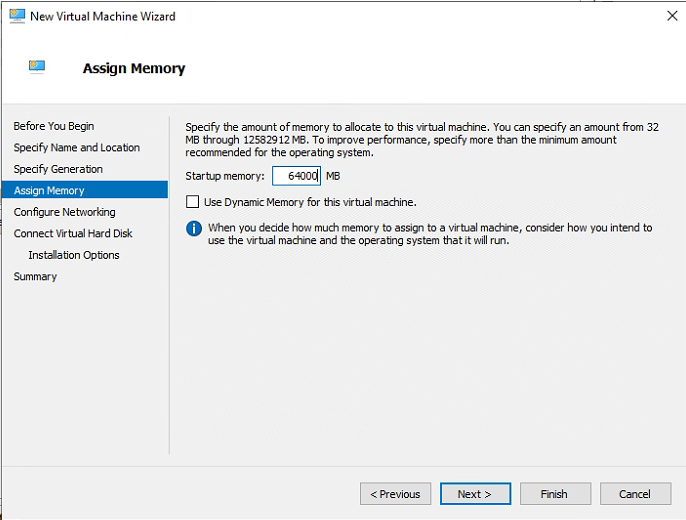 New Virtual Machine Wizard
Assign Memory
Before You Begin
Specify Name and Location
Specify Generation
Assign Memory
Configure Networking
Connect Virtual Hard Disk
Installation Options
Summary
Specify the amount of memory to allocate to this virtual machine. You can specify an amount from 32
MB through 12582912 MB. To improve performance, specify more than the minimum amount
recommended for the operating system.
Startup memory: 64000 MB
Use Dynamic Memory for this virtual machine.
When you decide how much memory to assign to a virtual machine, consider how you intend to
use the virtual machine and the operating system that it will run.
< Previous Next > Finish Cancel